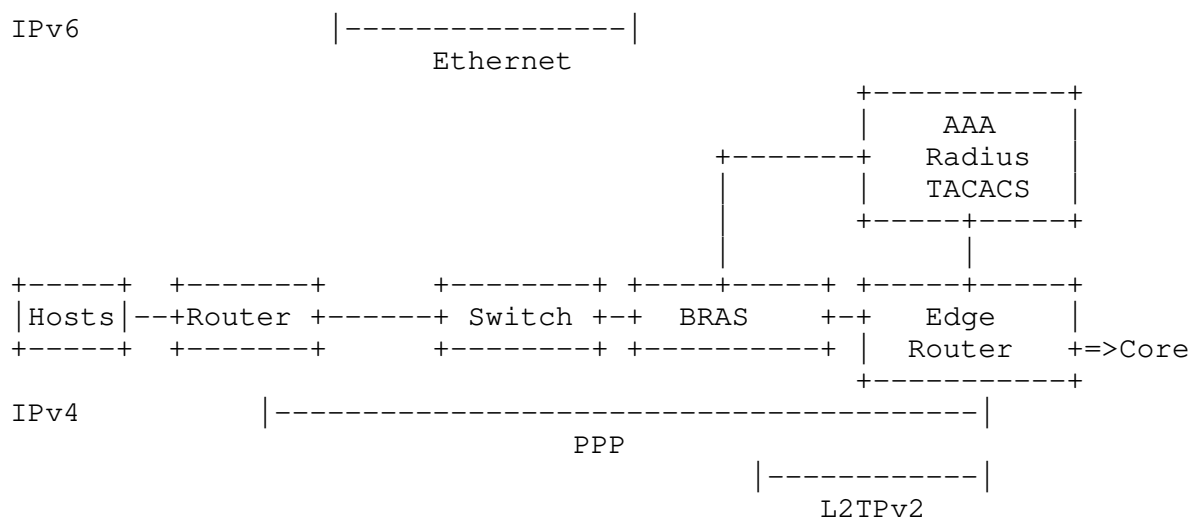 IPv6 |----------------|
Ethernet
+-----------+
| AAA |
+-------+ Radius |
| | TACACS |
| +-----+-----+
| |
+-----+ +-------+ +--------+ +----+-----+ +-----+-----+
|Hosts|--+Router +------+ Switch +-+ BRAS +-+ Edge |
+-----+ +-------+ +--------+ +----------+ | Router +=>Core
+-----------+
IPv4 |---------------------------------------|
PPP
|------------|
L2TPv2